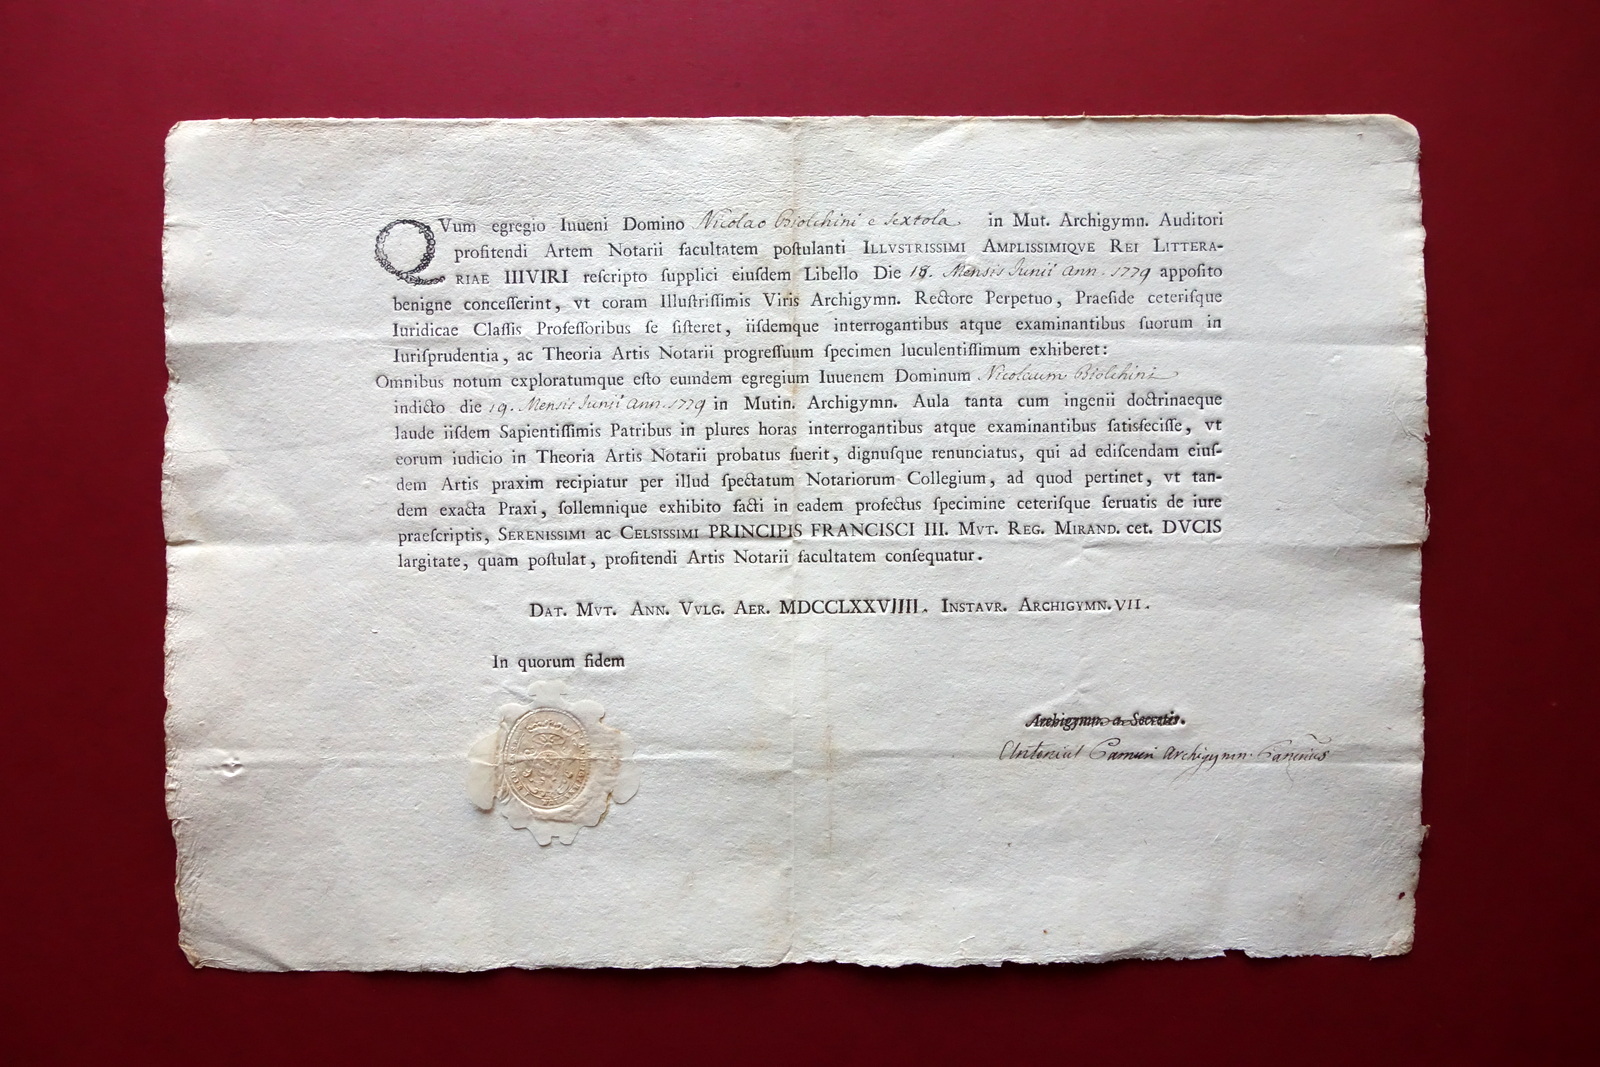 QVum egregio Iuueni Domino Nicolao Biolchini e Sextola in Mut. Archigymn. Auditori
profitendi Artem Notarii facultatem poſtulanti ILLVSTRISSIMI AMPLISSIMIQVE REI LITTERA-
RIAE IIIVIRI reſcripto ſupplici eiuſdem Libello Die 18. Mensis Junii Ann. 1779 appoſito
benigne conceſſerint, vt coram Illuſtriſſimis Viris Archigymn. Rectore Perpetuo, Praeſide ceteriſque
Iuridicae Claſſis Profeſſoribus ſe ſiſteret, iiſdemque interrogantibus atque examinantibus ſuorum in
Iuriſprudentia, ac Theoria Artis Notarii progreſſuum ſpecimen luculentiſſimum exhiberet:
Omnibus notum exploratumque eſto eumdem egregium Iuuenem Dominum Nicolaum Biolchini
indicto die 19. Mensis Junii Ann. 1779 in Mutin. Archigymn. Aula tanta cum ingenii doctrinaeque
laude iiſdem Sapientiſſimis Patribus in plures horas interrogantibus atque examinantibus ſatisfeciſſe, vt
eorum iudicio in Theoria Artis Notarii probatus fuerit, dignuſque renunciatus, qui ad ediſcendam eiuſ-
dem Artis praxim recipiatur per illud ſpectatum Notariorum Collegium, ad quod pertinet, vt tan-
dem exacta Praxi, ſollemnique exhibito facti in eadem profectus ſpecimine ceteriſque ſeruatis de iure
praeſcriptis, SERENISSIMI AC CELSISSIMI PRINCIPIS FRANCISCI III. MVT. REG. MIRAND. cet. DVCIS
largitate, quam poſtulat, profitendi Artis Notarii facultatem conſequatur.
DAT. MVT. ANN. VVLG. AER. MDCCLXXVIIII. INSTAVR. ARCHIGYMN. VII.
In quorum fidem
Archigymn. a Secretis.
Antonius Archigymn.